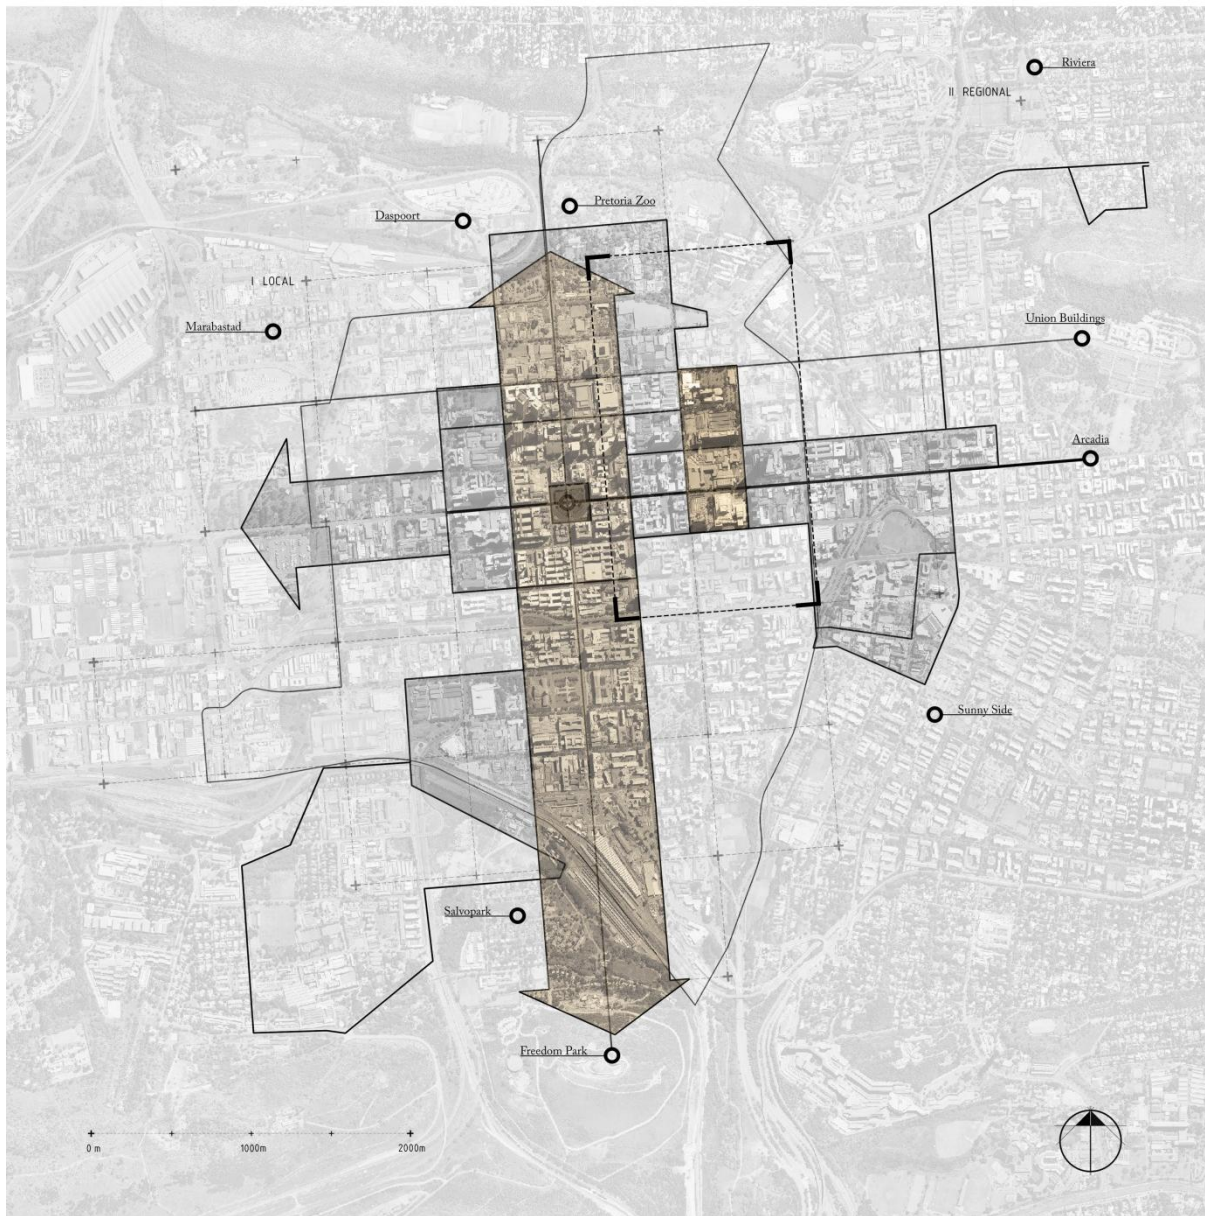 Riviera
II REGIONAL
Pretoria Zoo
Daspoort
I LOCAL
Marabastad
Union Buildings
Arcadia
Sunny Side
Salvopark
Freedom Park
0 m
1000m
2000m